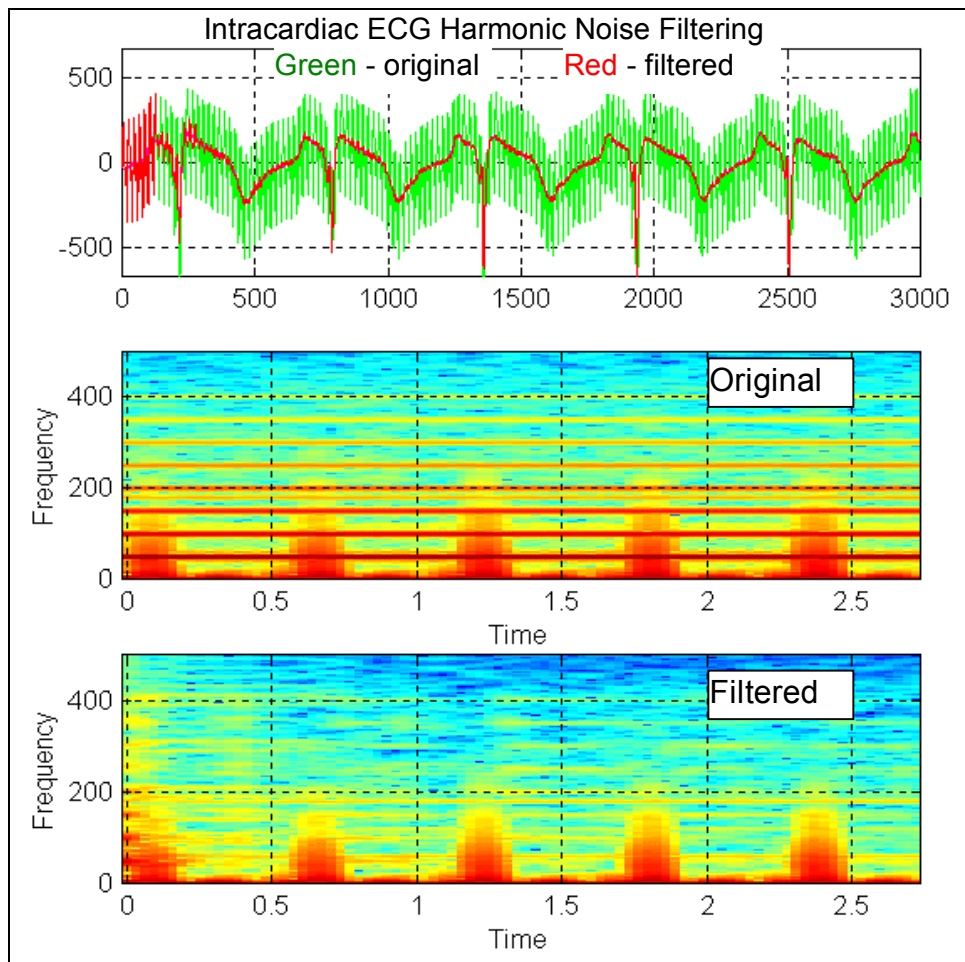 Intracardiac ECG Harmonic Noise Filtering
Green - original Red - filtered
500
0
-500
0 500 1000 1500 2000 2500 3000
Original
400
200
0
Frequency
0 0.5 1 1.5 2 2.5
Time
Filtered
400
200
0
Frequency
0 0.5 1 1.5 2 2.5
Time